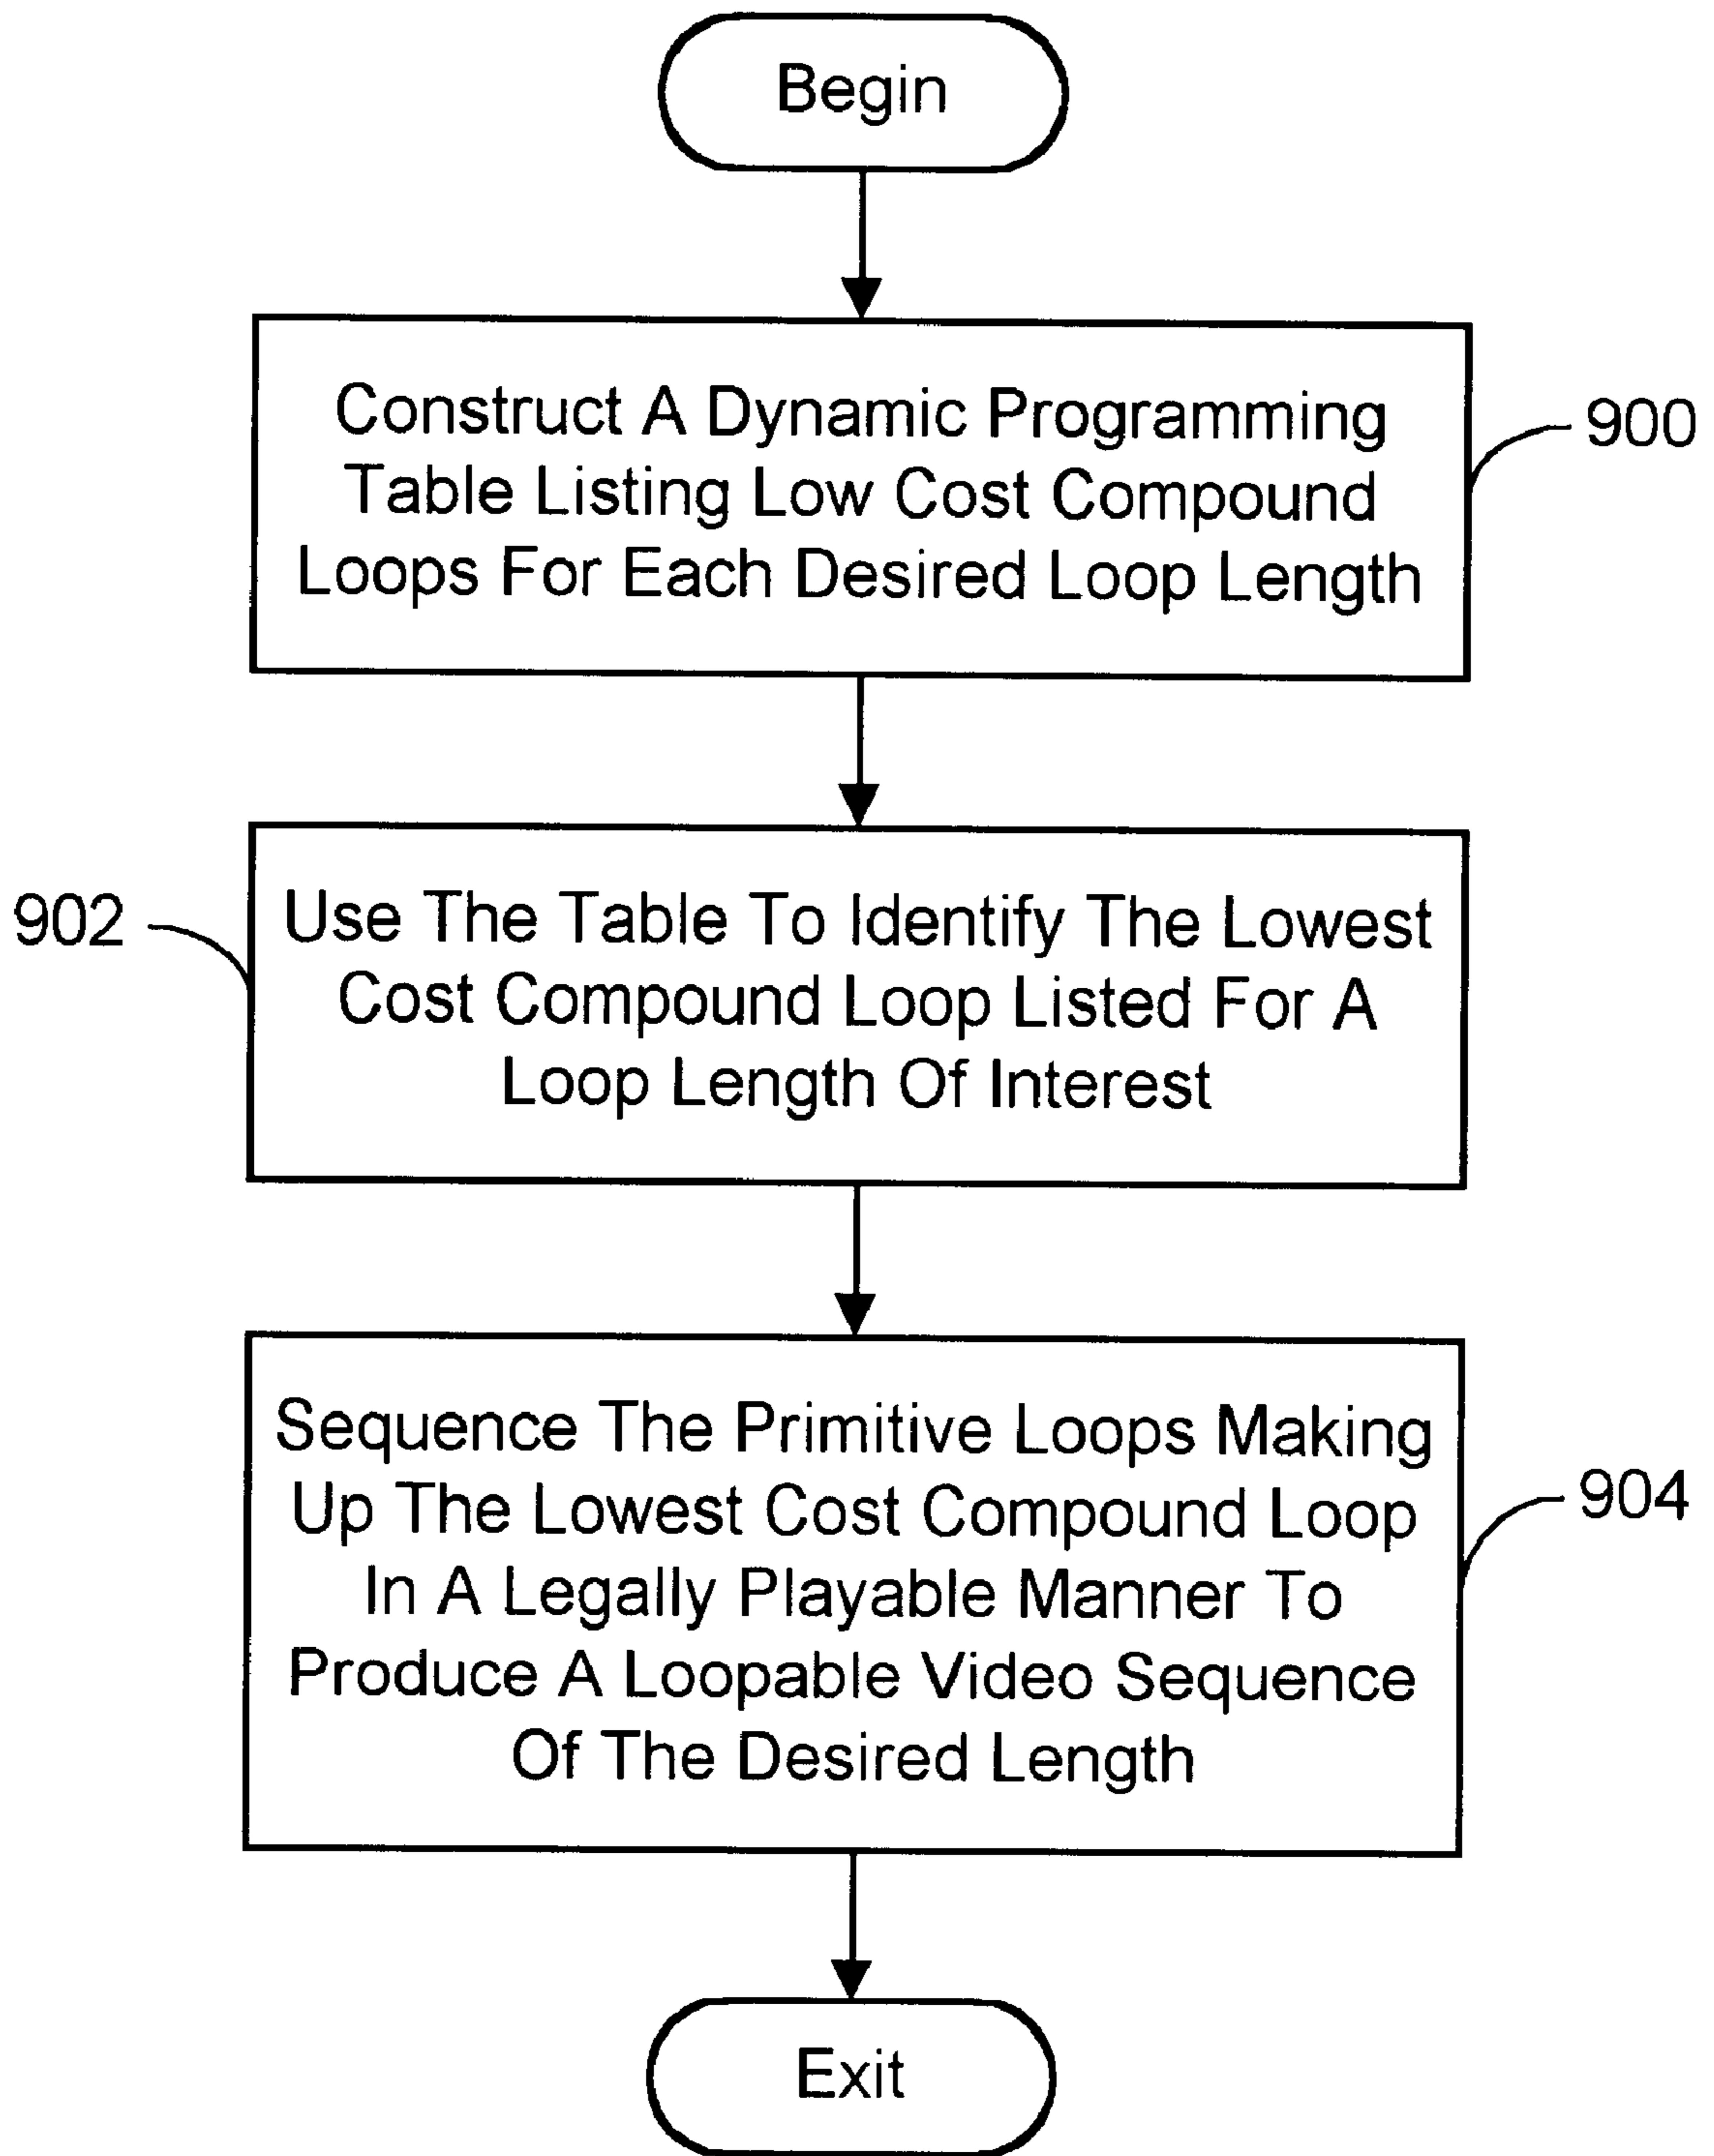 Begin
Construct A Dynamic Programming
Table Listing Low Cost Compound
Loops For Each Desired Loop Length
900
902
Use The Table To Identify The Lowest
Cost Compound Loop Listed For A
Loop Length Of Interest
Sequence The Primitive Loops Making
Up The Lowest Cost Compound Loop
In A Legally Playable Manner To
Produce A Loopable Video Sequence
Of The Desired Length
904
Exit